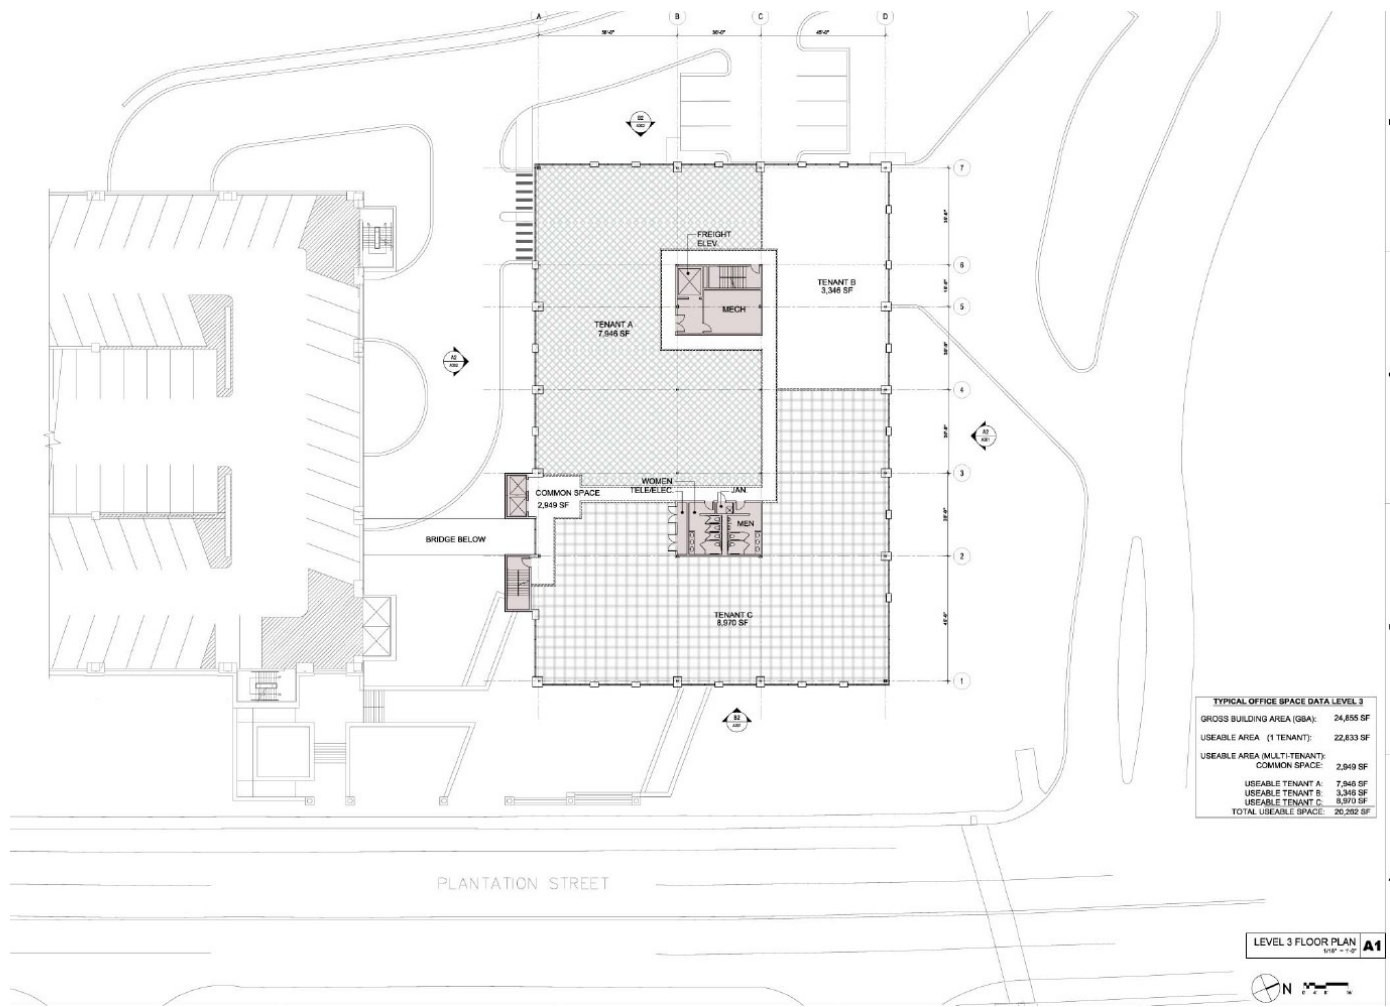 A B C D
45'-0"
7
FREIGHT
ELEV.
6
TENANT B
3,346 SF
5
MECH
TENANT A
7,946 SF
4
3
WOMEN
TELE/ELEC.
JAN.
COMMON SPACE
2,949 SF
MEN
BRIDGE BELOW
2
TENANT C
8,970 SF
1
TYPICAL OFFICE SPACE DATA LEVEL 3
GROSS BUILDING AREA (GBA): 24,855 SF
USEABLE AREA (1 TENANT): 22,833 SF
USEABLE AREA (MULTI-TENANT):
COMMON SPACE: 2,949 SF
USEABLE TENANT A: 7,946 SF
USEABLE TENANT B: 3,346 SF
USEABLE TENANT C: 8,970 SF
TOTAL USEABLE SPACE: 20,262 SF
PLANTATION STREET
LEVEL 3 FLOOR PLAN A1
N